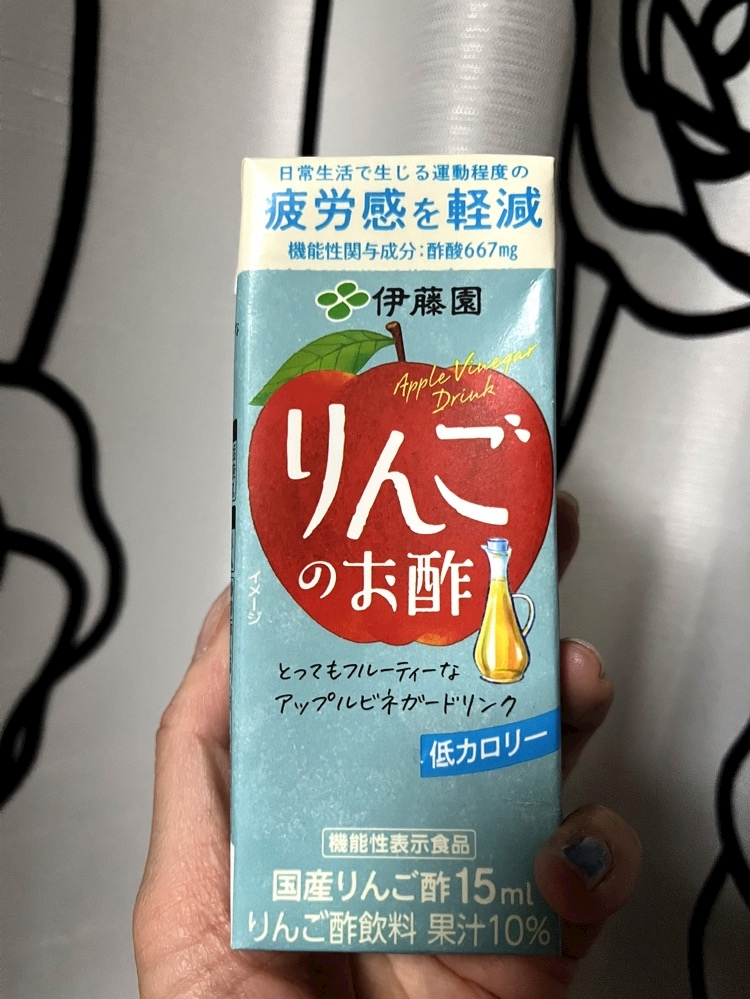 日常生活で生じる運動程度の
疲労感を軽減
機能性関与成分:酢酸667mg
伊藤園
Apple Vinegar
Drink
りんご
のお酢
イメージ
とってもフルーティーな
アップルビネガードリンク
低カロリー
機能性表示食品
国産りんご酢15ml
りんご酢飲料 果汁10%